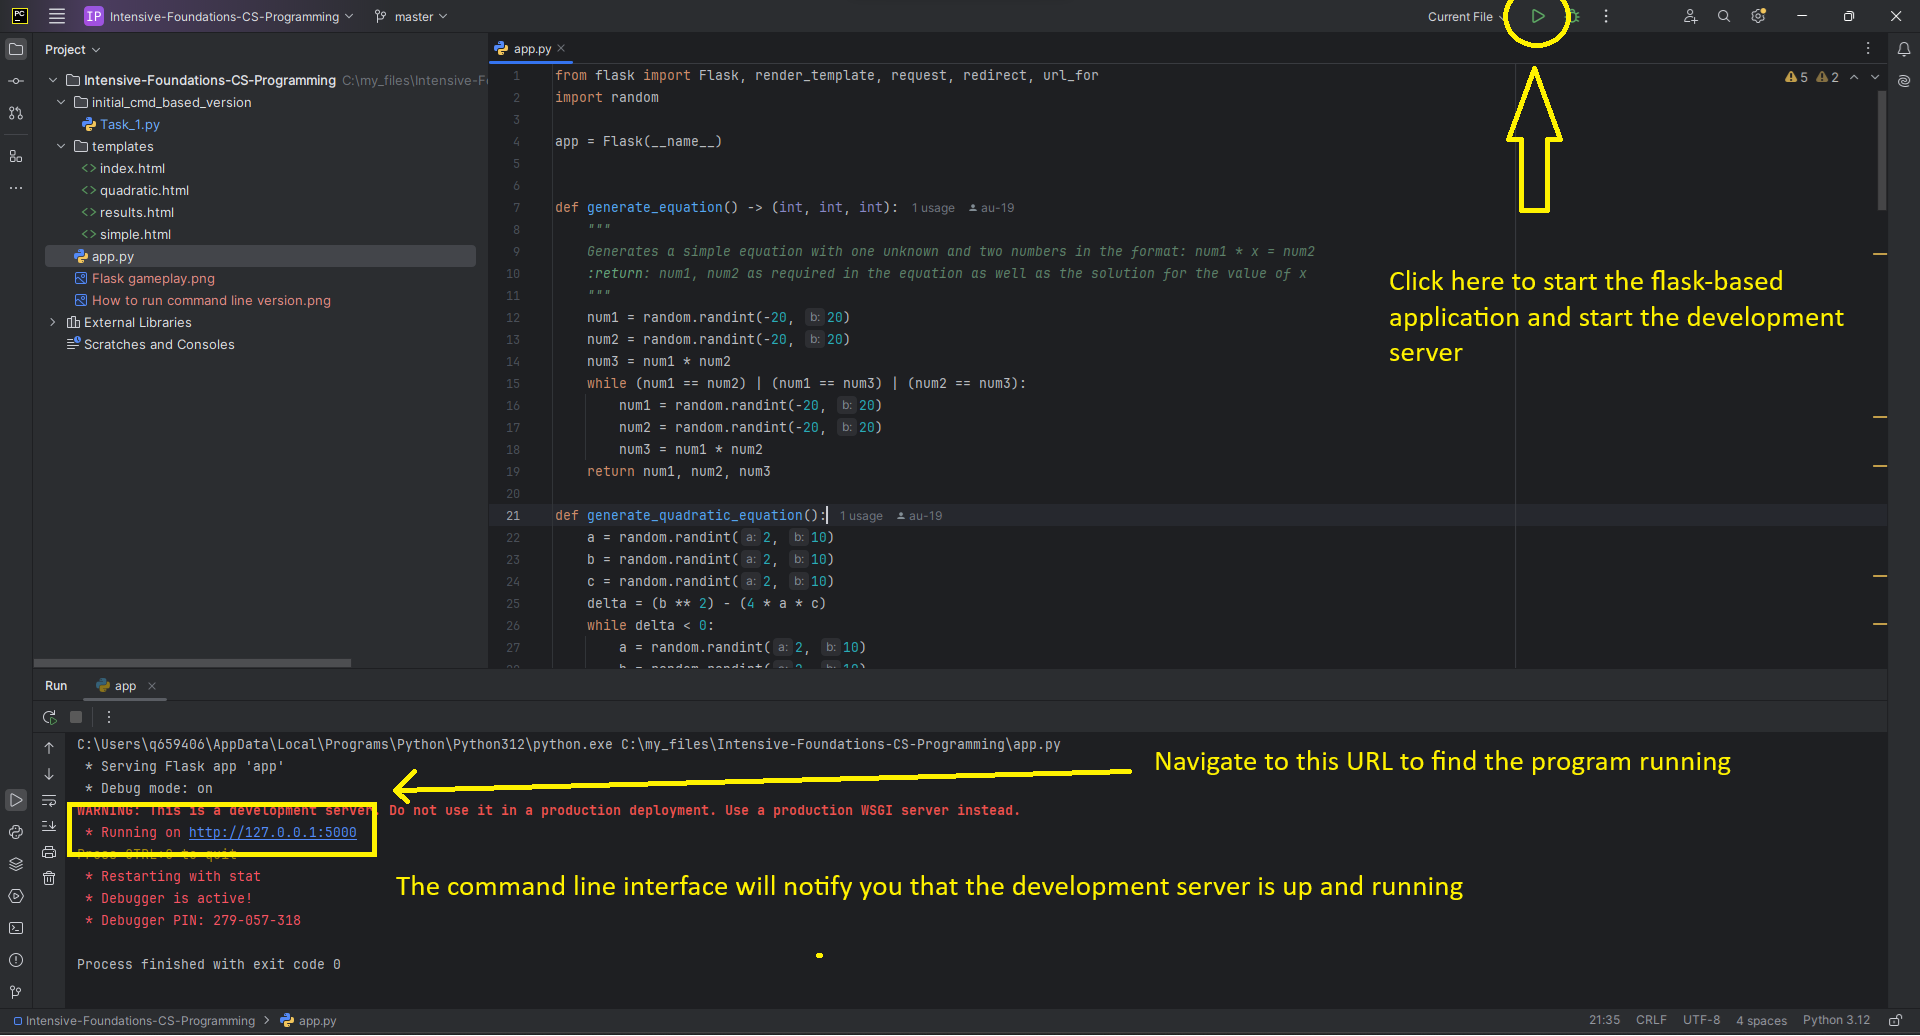 PC IP Intensive-Foundations-CS-Programming master Current File
Project
app.py
Intensive-Foundations-CS-Programming C:\my_files\Intensive-F
initial_cmd_based_version
Task_1.py
templates
index.html
quadratic.html
results.html
simple.html
app.py
Flask gameplay.png
How to run command line version.png
External Libraries
Scratches and Consoles
5 2
1 from flask import Flask, render_template, request, redirect, url_for
2 import random
3
4 app = Flask(__name__)
5
6
7 def generate_equation() -> (int, int, int): 1 usage au-19
8 """
9 Generates a simple equation with one unknown and two numbers in the format: num1 * x = num2
10 :return: num1, num2 as required in the equation as well as the solution for the value of x
11 """
12 num1 = random.randint(-20, b: 20)
13 num2 = random.randint(-20, b: 20)
14 num3 = num1 * num2
15 while (num1 == num2) | (num1 == num3) | (num2 == num3):
16 num1 = random.randint(-20, b: 20)
17 num2 = random.randint(-20, b: 20)
18 num3 = num1 * num2
19 return num1, num2, num3
20
21 def generate_quadratic_equation(): 1 usage au-19
22 a = random.randint( a: 2, b: 10)
23 b = random.randint( a: 2, b: 10)
24 c = random.randint( a: 2, b: 10)
25 delta = (b ** 2) - (4 * a * c)
26 while delta < 0:
27 a = random.randint( a: 2, b: 10)
Click here to start the flask-based
application and start the development
server
Run app
C:\Users\q659406\AppData\Local\Programs\Python\Python312\python.exe C:\my_files\Intensive-Foundations-CS-Programming\app.py
* Serving Flask app 'app'
* Debug mode: on
WARNING: This is a development server. Do not use it in a production deployment. Use a production WSGI server instead.
* Running on http://127.0.0.1:5000
Press CTRL+C to quit
* Restarting with stat
* Debugger is active!
* Debugger PIN: 279-057-318
Process finished with exit code 0
Navigate to this URL to find the program running
The command line interface will notify you that the development server is up and running
Intensive-Foundations-CS-Programming > app.py
21:35 CRLF UTF-8 4 spaces Python 3.12